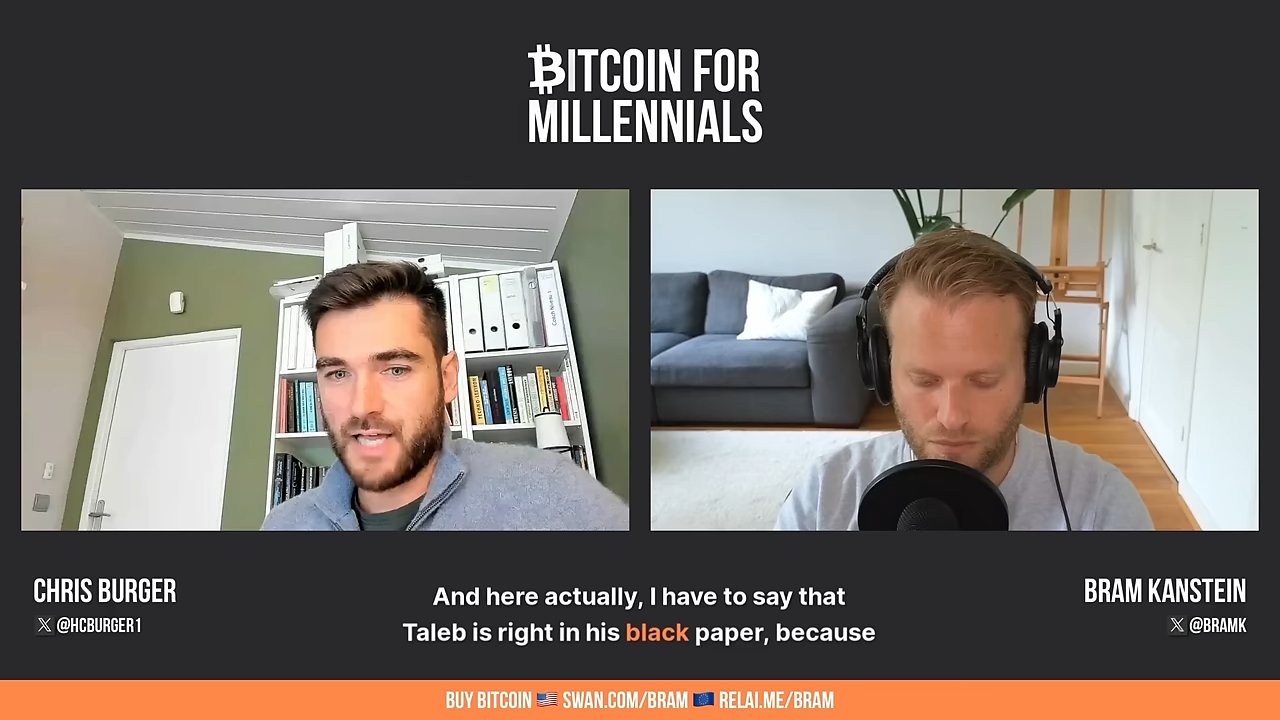 ₿ITCOIN FOR
MILLENNIALS
CHRIS BURGER
𝕏 @HCBURGER1
And here actually, I have to say that
Taleb is right in his black paper, because
BRAM KANSTEIN
𝕏 @BRAMK
BUY BITCOIN 🇺🇸 SWAN.COM/BRAM 🇪🇺 RELAI.ME/BRAM